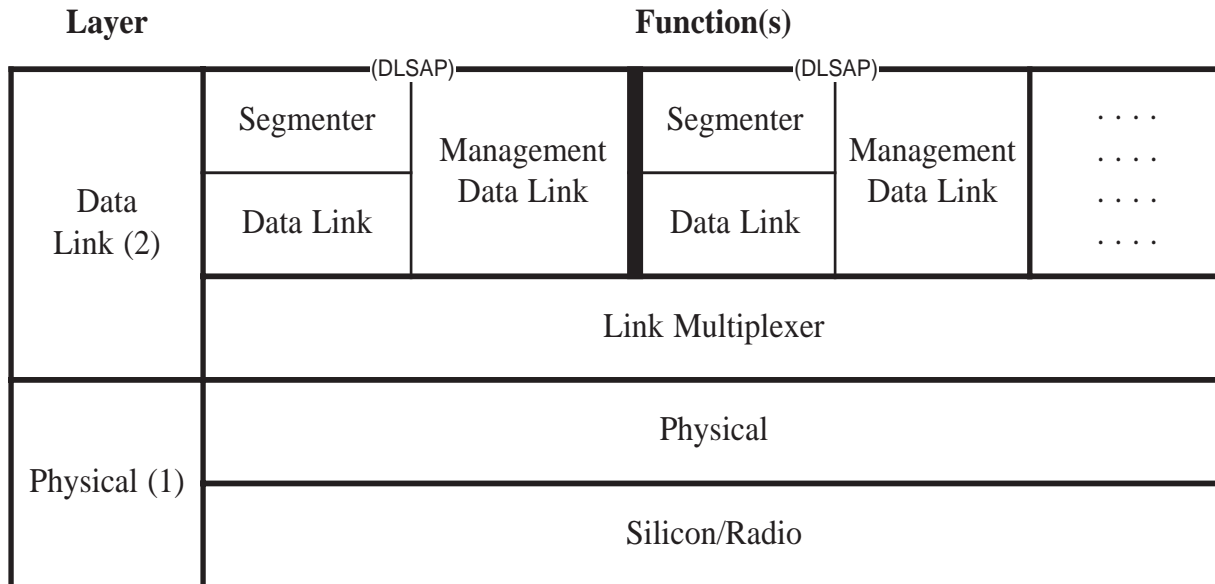 Layer Function(s)
(DLSAP) (DLSAP)
Segmenter Segmenter . . . .
Management Management . . . .
Data Link Data Link
Data . . . .
Link (2)
Data Link Data Link . . . .
Link Multiplexer
Physical
Physical (1)
Silicon/Radio